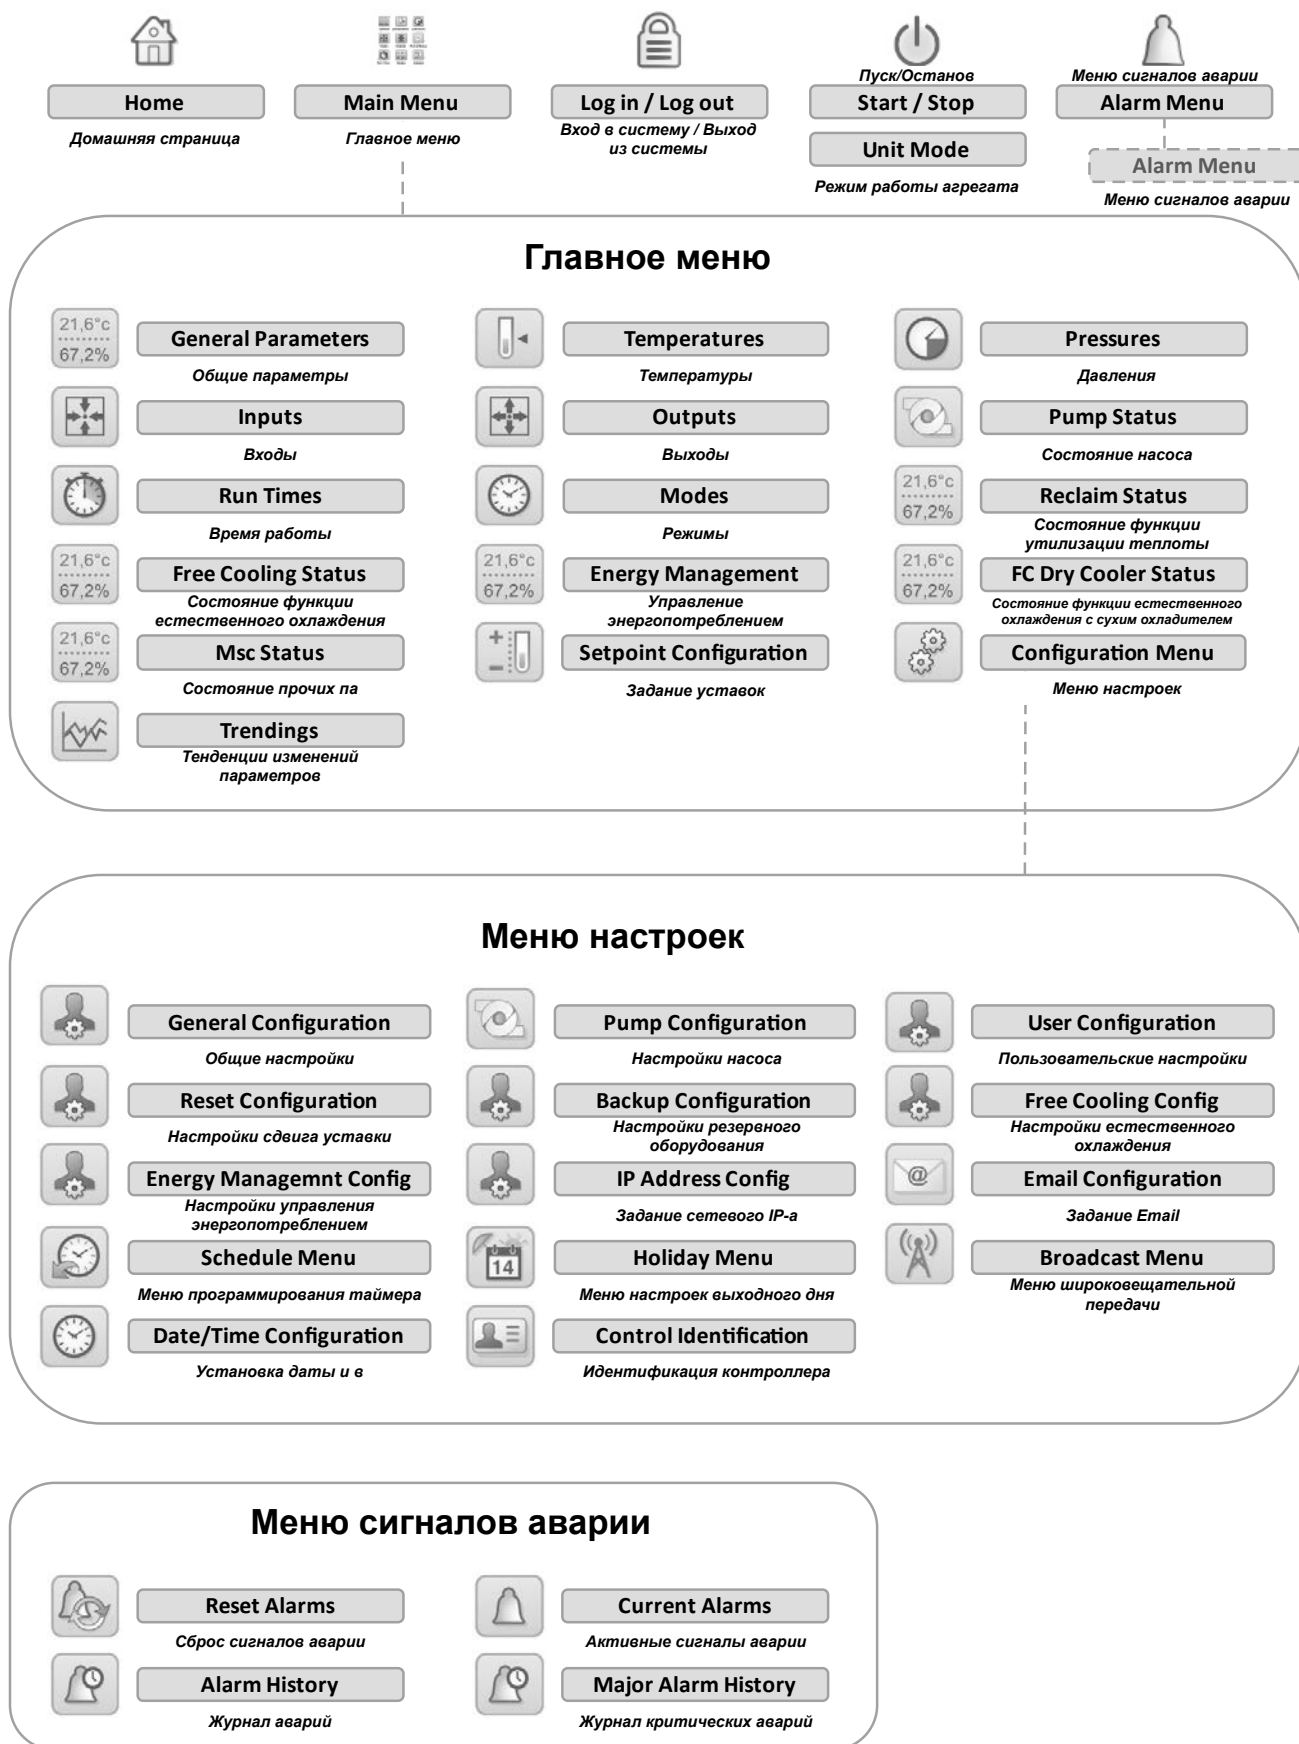 Home
Домашняя страница
Main Menu
Главное меню
Log in / Log out
Вход в систему / Выход
из системы
Пуск/Останов
Start / Stop
Unit Mode
Режим работы агрегата
Меню сигналов аварии
Alarm Menu
Alarm Menu
Меню сигналов аварии
Главное меню
21,6°c
67,2%
General Parameters
Общие параметры
Temperatures
Температуры
Pressures
Давления
Inputs
Входы
Outputs
Выходы
Pump Status
Состояние насоса
Run Times
Время работы
Modes
Режимы
21,6°c
67,2%
Reclaim Status
Состояние функции
утилизации теплоты
21,6°c
67,2%
Free Cooling Status
Состояние функции
естественного охлаждения
21,6°c
67,2%
Energy Management
Управление
энергопотреблением
21,6°c
67,2%
FC Dry Cooler Status
Состояние функции естественного
охлаждения с сухим охладителем
21,6°c
67,2%
Msc Status
Состояние прочих па
Setpoint Configuration
Задание уставок
Configuration Menu
Меню настроек
Trendings
Тенденции изменений
параметров
Меню настроек
General Configuration
Общие настройки
Pump Configuration
Настройки насоса
User Configuration
Пользовательские настройки
Reset Configuration
Настройки сдвига уставки
Backup Configuration
Настройки резервного
оборудования
Free Cooling Config
Настройки естественного
охлаждения
Energy Managemnt Config
Настройки управления
энергопотреблением
IP Address Config
Задание сетевого IP-а
@
Email Configuration
Задание Email
Schedule Menu
Меню программирования таймера
14
Holiday Menu
Меню настроек выходного дня
Broadcast Menu
Меню широковещательной
передачи
Date/Time Configuration
Установка даты и в
Control Identification
Идентификация контроллера
Меню сигналов аварии
Reset Alarms
Сброс сигналов аварии
Current Alarms
Активные сигналы аварии
Alarm History
Журнал аварий
Major Alarm History
Журнал критических аварий